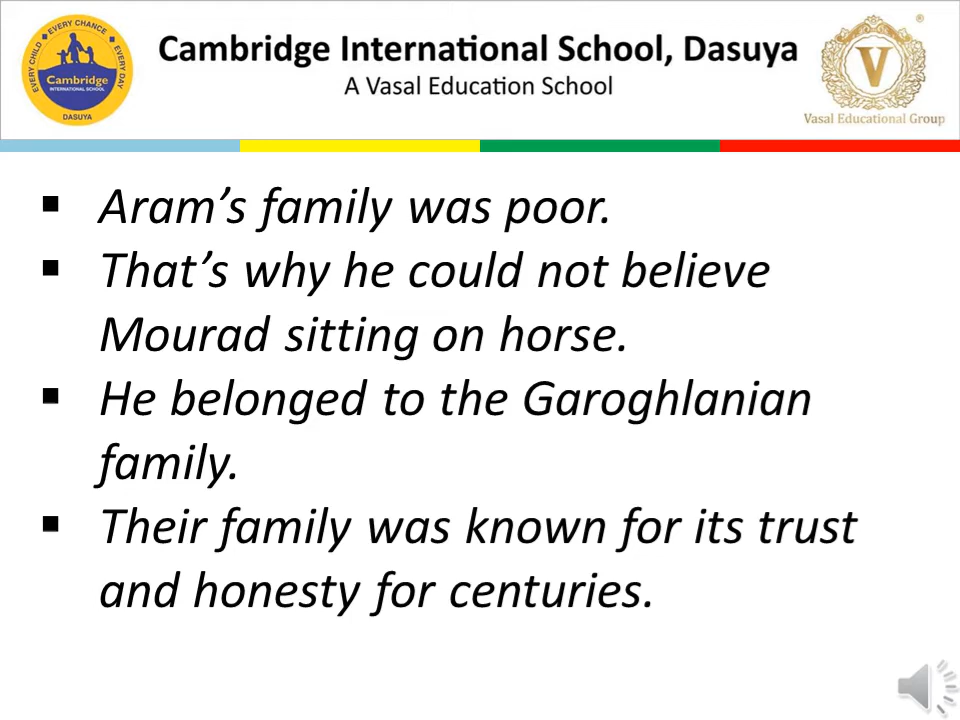 EVERY CHILD • EVERY CHANCE • EVERY DAY
Cambridge
INTERNATIONAL SCHOOL
DASUYA
Cambridge International School, Dasuya
A Vasal Education School
V
®
Vasal Educational Group
▪ Aram’s family was poor.
▪ That’s why he could not believe
Mourad sitting on horse.
▪ He belonged to the Garoghlanian
family.
▪ Their family was known for its trust
and honesty for centuries.